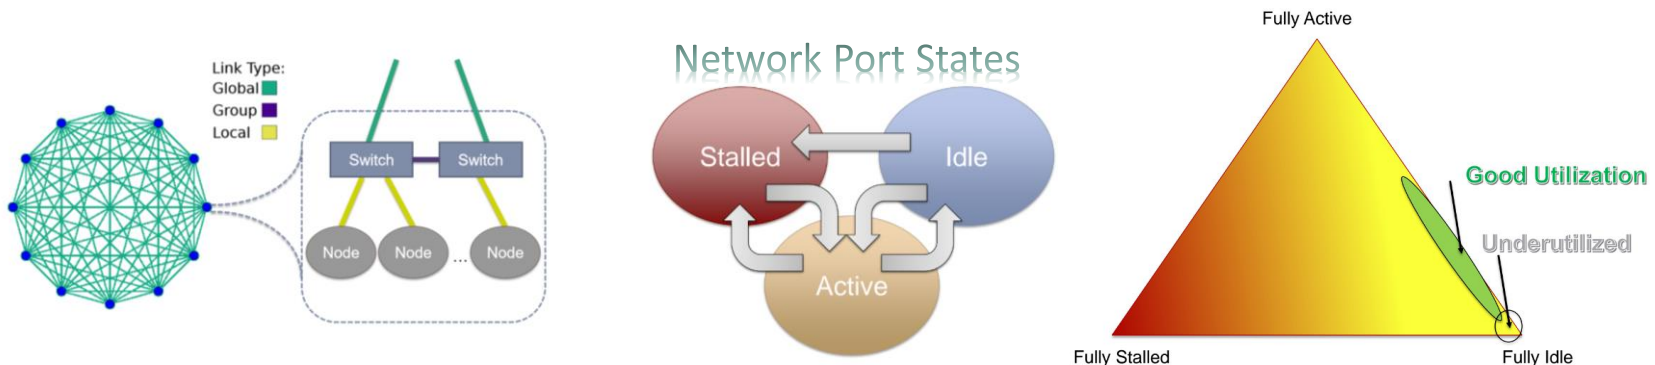 Link Type:
Global
Group
Local
Switch
Switch
Node
Node
...
Node
Network Port States
Stalled
Idle
Active
Fully Active
Good Utilization
Underutilized
Fully Stalled
Fully Idle